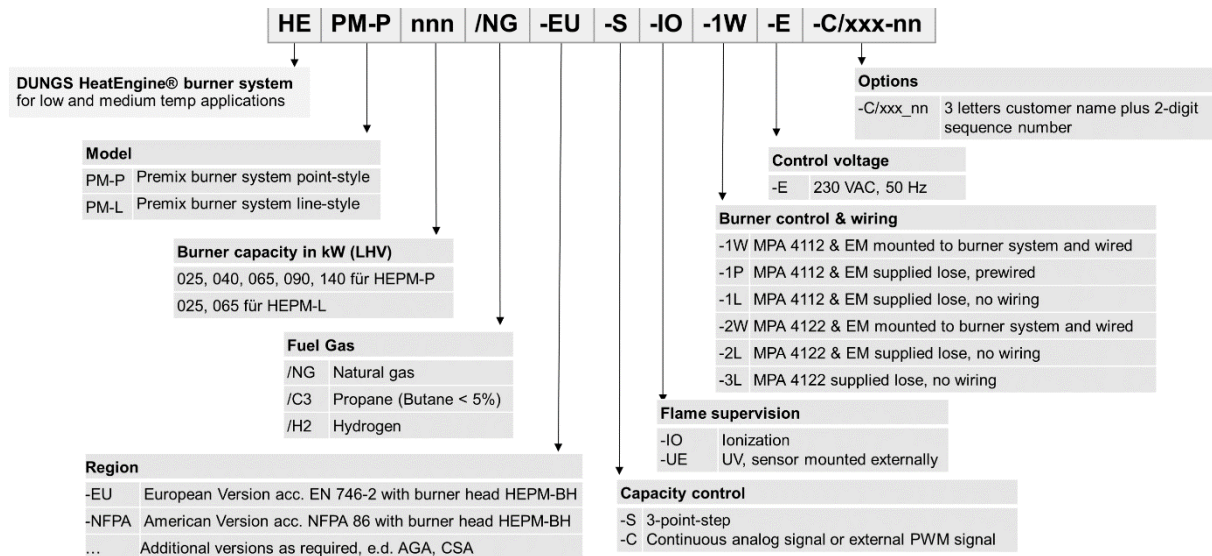 HE PM-P nnn /NG -EU -S -IO -1W -E -C/xxx-nn
DUNGS HeatEngine® burner system
for low and medium temp applications
Options
-C/xxx_nn 3 letters customer name plus 2-digit
sequence number
Model
PM-P Premix burner system point-style
PM-L Premix burner system line-style
Control voltage
-E 230 VAC, 50 Hz
Burner control & wiring
-1W MPA 4112 & EM mounted to burner system and wired
-1P MPA 4112 & EM supplied lose, prewired
-1L MPA 4112 & EM supplied lose, no wiring
-2W MPA 4122 & EM mounted to burner system and wired
-2L MPA 4122 & EM supplied lose, no wiring
-3L MPA 4122 supplied lose, no wiring
Burner capacity in kW (LHV)
025, 040, 065, 090, 140 für HEPM-P
025, 065 für HEPM-L
Fuel Gas
/NG Natural gas
/C3 Propane (Butane < 5%)
/H2 Hydrogen
Flame supervision
-IO Ionization
-UE UV, sensor mounted externally
Region
-EU European Version acc. EN 746-2 with burner head HEPM-BH
-NFPA American Version acc. NFPA 86 with burner head HEPM-BH
… Additional versions as required, e.d. AGA, CSA
Capacity control
-S 3-point-step
-C Continuous analog signal or external PWM signal